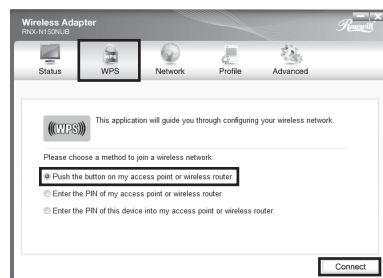 Wireless Adapter
RNX-N150NUB
Rosewill
Status WPS Network Profile Advanced
WPS
This application will guide you through configuring your wireless network.
Please choose a method to join a wireless network:
Push the button on my access point or wireless router.
Enter the PIN of my access point or wireless router.
Enter the PIN of this device into my access point or wireless router.
Connect